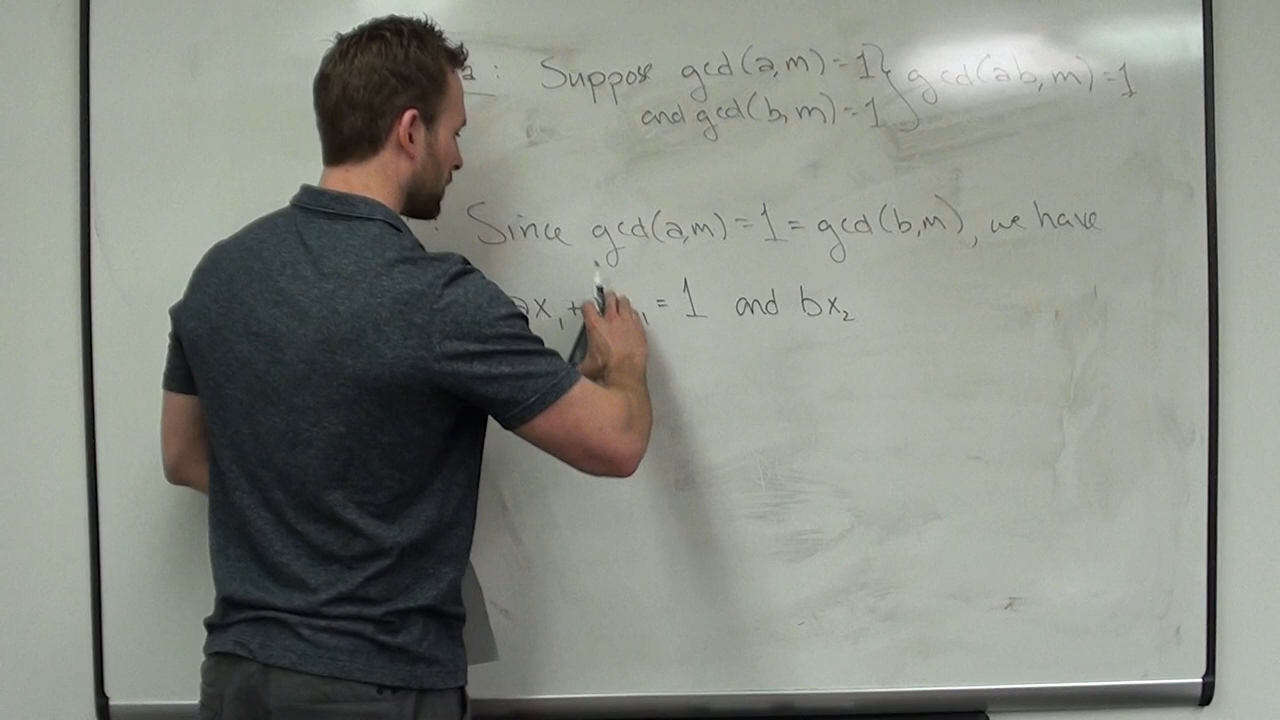 a : Suppose gcd(a,m)=1 } gcd(ab,m)=1
and gcd(b,m)=1
: Since gcd(a,m)=1=gcd(b,m), we have
ax₁+ ₁=1 and bx₂